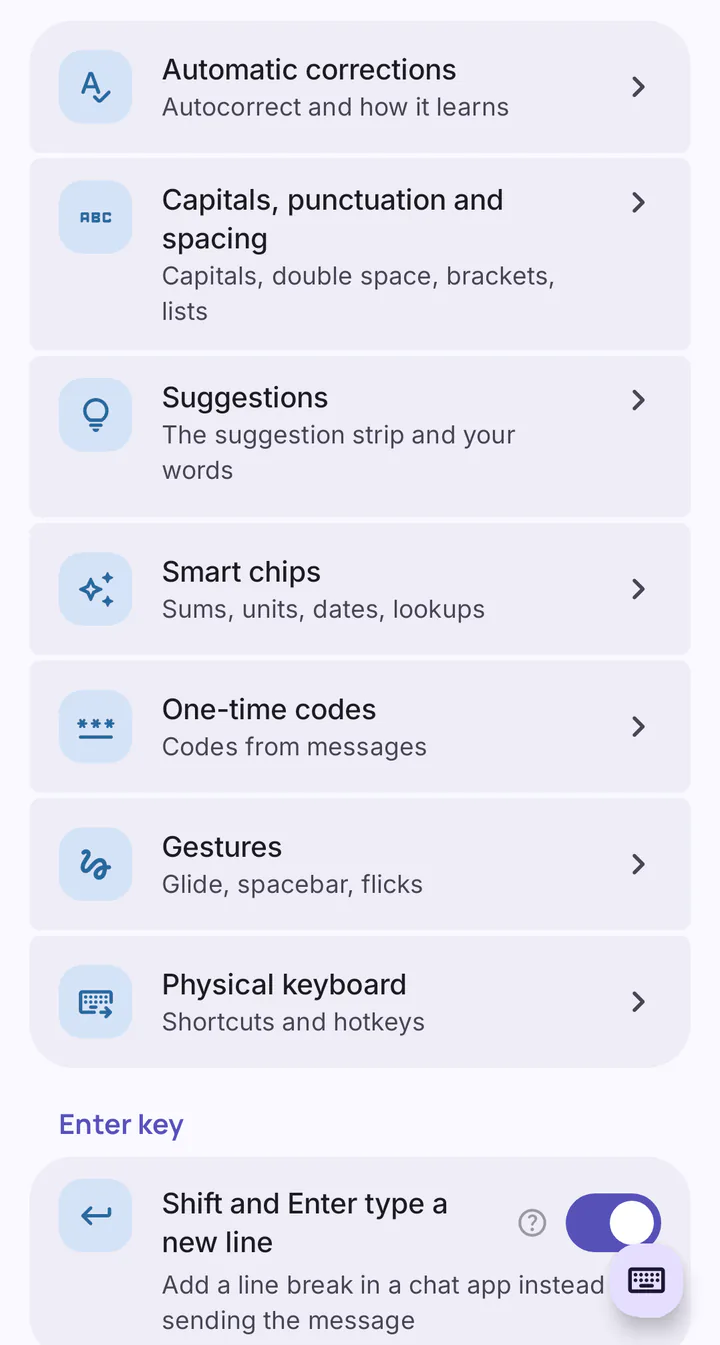 Automatic corrections
Autocorrect and how it learns
ABC
Capitals, punctuation and
spacing
Capitals, double space, brackets,
lists
Suggestions
The suggestion strip and your
words
Smart chips
Sums, units, dates, lookups
One-time codes
Codes from messages
Gestures
Glide, spacebar, flicks
Physical keyboard
Shortcuts and hotkeys
Enter key
Shift and Enter type a
new line
Add a line break in a chat app instead
sending the message